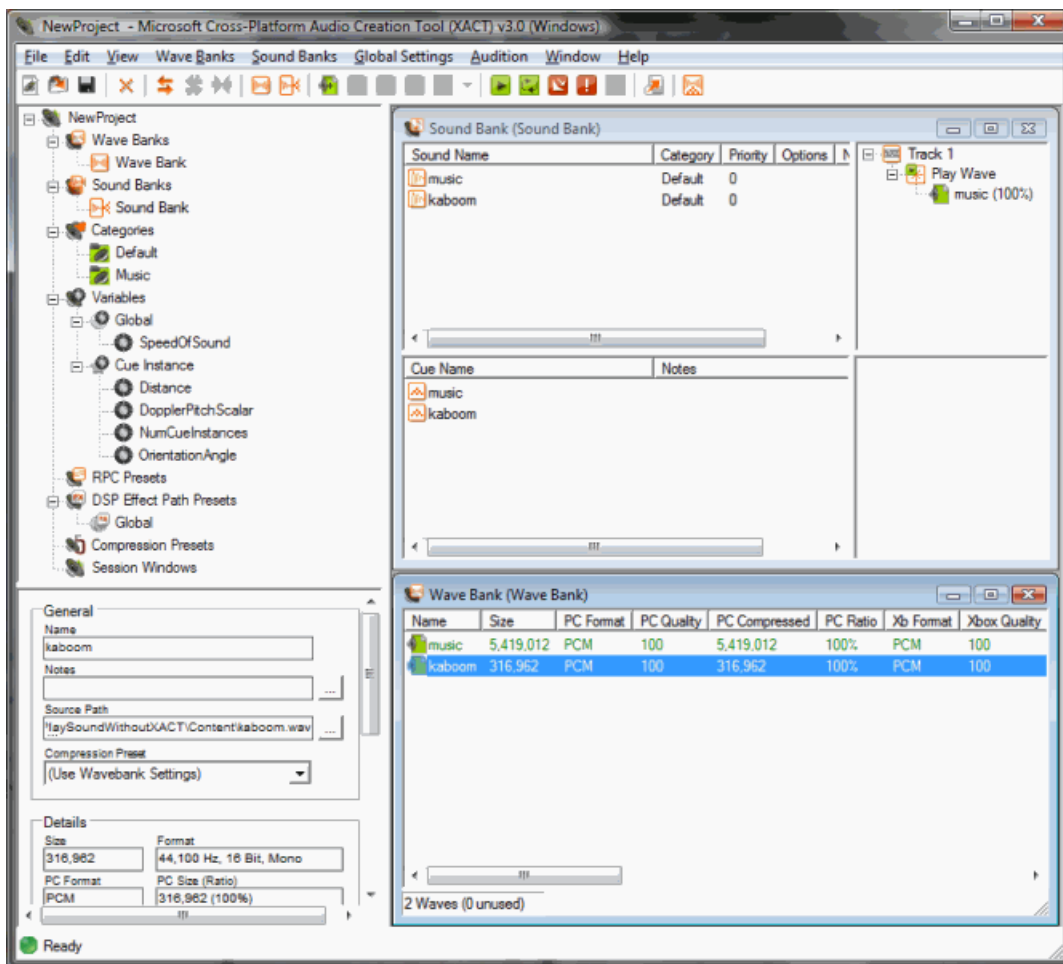 NewProject - Microsoft Cross-Platform Audio Creation Tool (XACT) v3.0 (Windows)
File Edit View Wave Banks Sound Banks Global Settings Audition Window Help
NewProject
Wave Banks
Wave Bank
Sound Banks
Sound Bank
Categories
Default
Music
Variables
Global
SpeedOfSound
Cue Instance
Distance
DopplerPitchScalar
NumCueInstances
OrientationAngle
RPC Presets
DSP Effect Path Presets
Global
Compression Presets
Session Windows
General
Name
kaboom
Notes
...
Source Path
laySoundWithoutXACT\Content\kaboom.wav ...
Compression Preset
(Use Wavebank Settings)
Details
Size Format
316,962 44,100 Hz, 16 Bit, Mono
PC Format PC Size (Ratio)
PCM 316,962 (100%)
Ready
Sound Bank (Sound Bank)
Sound Name Category Priority Options N
music Default 0
kaboom Default 0
Track 1
Play Wave
music (100%)
Cue Name Notes
music
kaboom
Wave Bank (Wave Bank)
Name Size PC Format PC Quality PC Compressed PC Ratio Xb Format Xbox Quality
music 5,419,012 PCM 100 5,419,012 100% PCM 100
kaboom 316,962 PCM 100 316,962 100% PCM 100
2 Waves (0 unused)